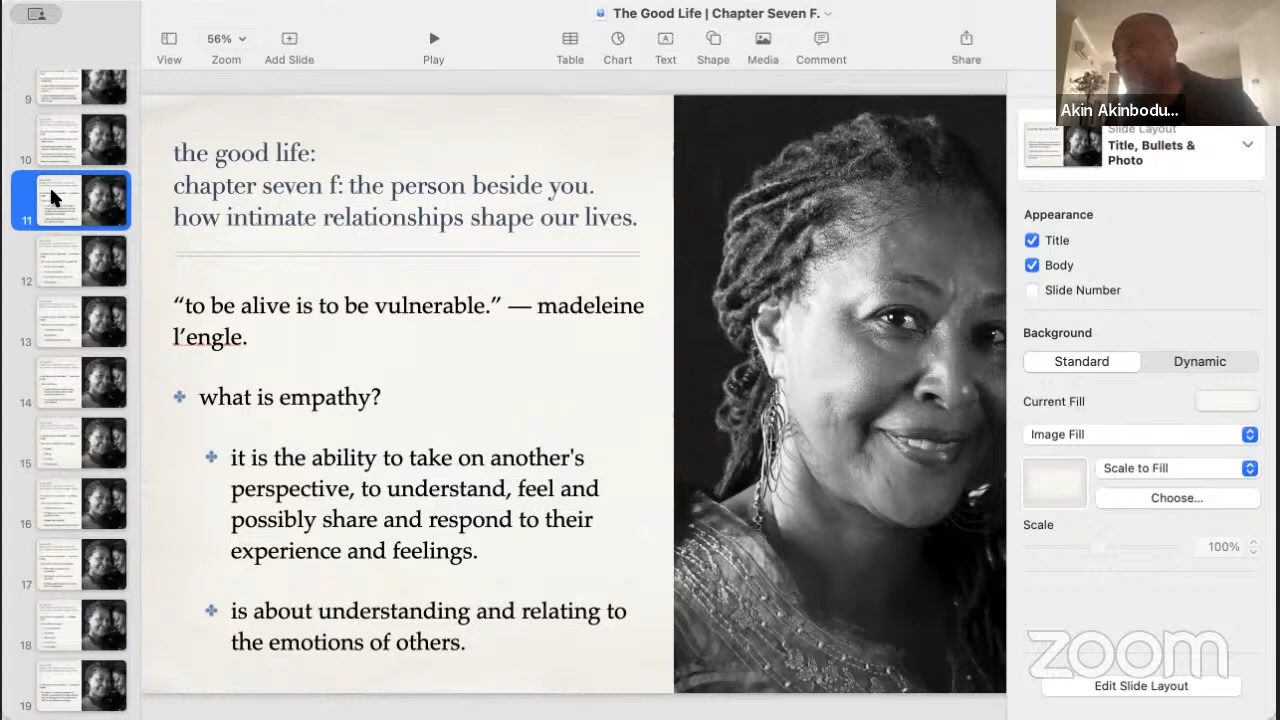 The Good Life | Chapter Seven F.
56%
View
Zoom
Add Slide
Play
Table
Chart
Text
Shape
Media
Comment
Share
Akin Akinbodu...
9
10
11
12
13
14
15
16
17
18
19
the good life:
chapter seven f: the person beside you.
how intimate relationships shape our lives.
“to be alive is to be vulnerable.” — madeleine
l’engle.
what is empathy?
it is the ability to take on another's
perspective, to understand, feel and
possibly share and respond to their
experience and feelings.
is about understanding and relating to
the emotions of others.
Slide Layout
Title, Bullets &
Photo
Appearance
Title
Body
Slide Number
Background
Standard
Dynamic
Current Fill
Image Fill
Scale to Fill
Choose...
Scale
100%
zoom
Edit Slide Layout